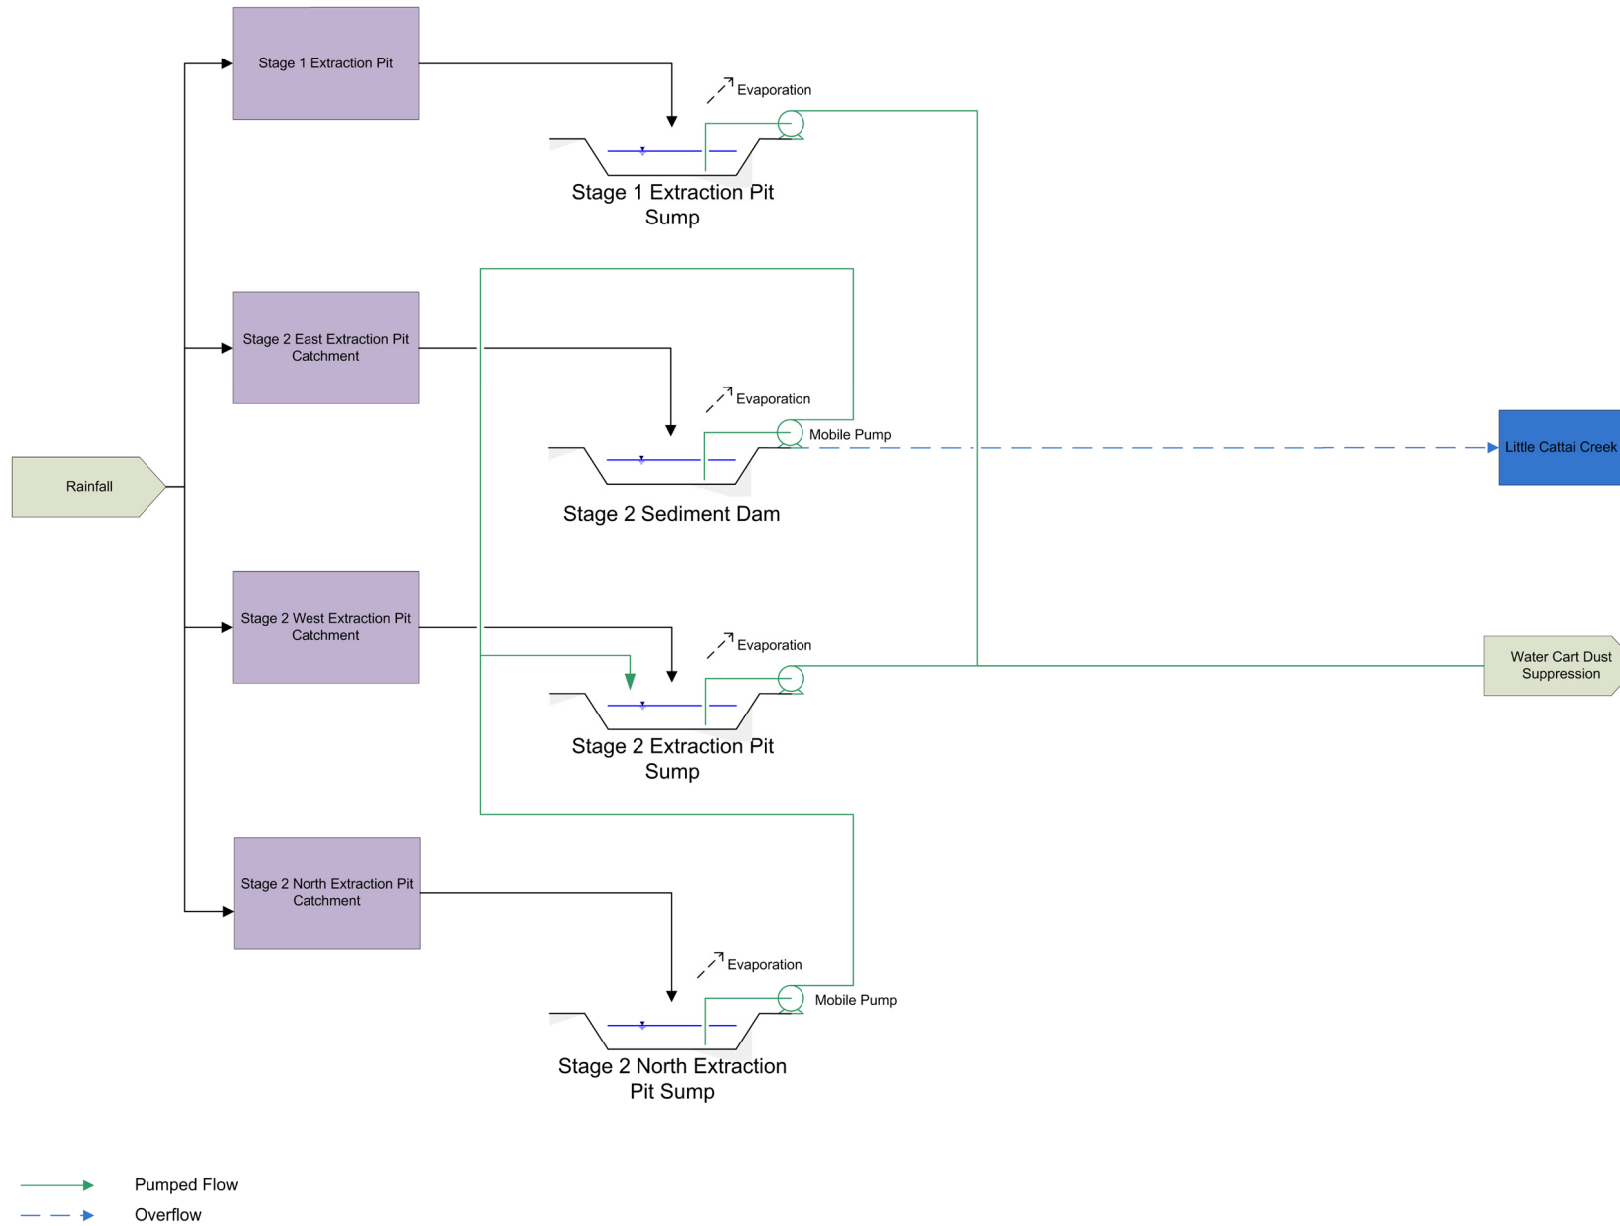 Stage 1 Extraction Pit
Evaporation
Stage 1 Extraction Pit
Sump
Stage 2 East Extraction Pit
Catchment
Evaporation
Mobile Pump
Little Cattai Creek
Stage 2 Sediment Dam
Rainfall
Stage 2 West Extraction Pit
Catchment
Evaporation
Water Cart Dust
Suppression
Stage 2 Extraction Pit
Sump
Stage 2 North Extraction Pit
Catchment
Evaporation
Mobile Pump
Stage 2 North Extraction
Pit Sump
Pumped Flow
Overflow